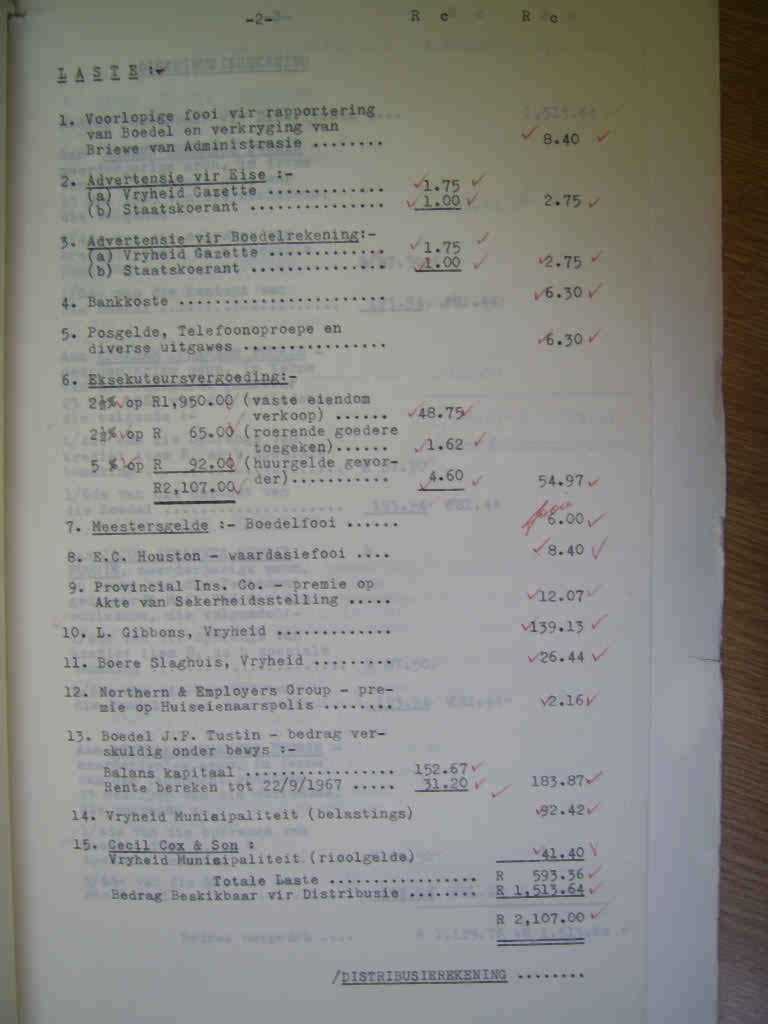 -2- R c R c
LASTE :-
1. Voorlopige fooi vir rapportering
van Boedel en verkryging van
Briewe van Administrasie ........ 8.40
2. Advertensie vir Eise :-
(a) Vryheid Gazette ............. 1.75
(b) Staatskoerant ............... 1.00 2.75
3. Advertensie vir Boedelrekening:-
(a) Vryheid Gazette ............. 1.75
(b) Staatskoerant ............... 1.00 2.75
4. Bankkoste ....................... 6.30
5. Posgelde, Telefoonoproepe en
diverse uitgawes ................ 6.30
6. Eksekuteursvergoeding:-
2½% op R1,950.00 (vaste eiendom
verkoop) ...... 48.75
2½% op R 65.00 (roerende goedere
toegeken)...... 1.62
5 % op R 92.00 (huurgelde gevor-
R2,107.00 der)........... 4.60 54.97
7. Meestersgelde :- Boedelfooi ...... 6.00
8. E.C. Houston - waardasiefooi .... 8.40
9. Provincial Ins. Co. - premie op
Akte van Sekerheidsstelling ..... 12.07
10. L. Gibbons, Vryheid ............. 139.13
11. Boere Slaghuis, Vryheid ......... 26.44
12. Northern & Employers Group - pre-
mie op Huiseienaarspolis ........ 2.16
13. Boedel J.F. Tustin - bedrag ver-
skuldig onder bewys :-
Balans kapitaal ................. 152.67
Rente bereken tot 22/9/1967 ..... 31.20 183.87
14. Vryheid Munisipaliteit (belastings) 92.42
15. Cecil Cox & Son :
Vryheid Munisipaliteit (rioolgelde) 41.40
Totale Laste ................. R 593.36
Bedrag Beskikbaar vir Distribusie ........ R 1,513.64
R 2,107.00
/DISTRIBUSIEREKENING ........